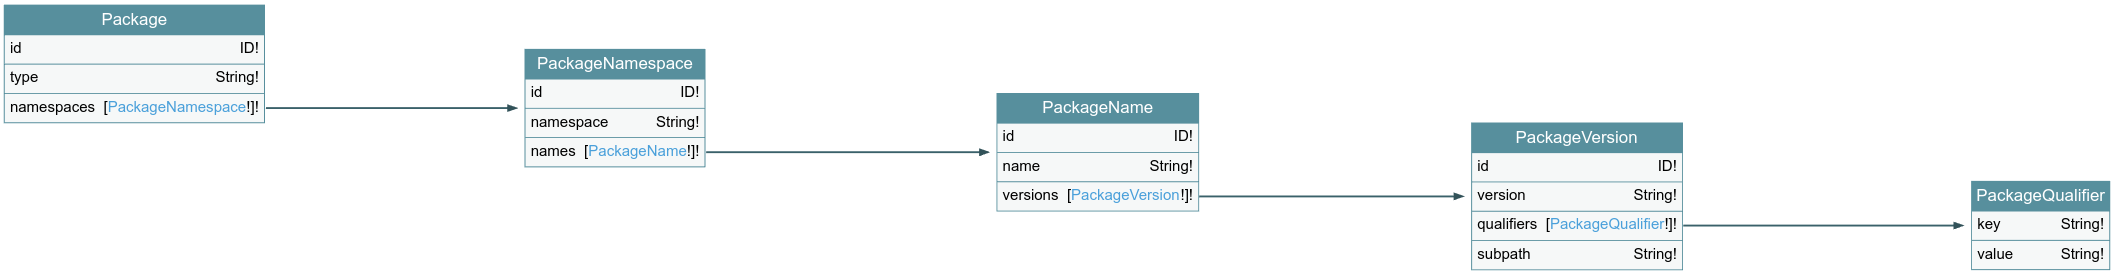 Package
id ID!
type String!
namespaces [PackageNamespace!]!
PackageNamespace
id ID!
namespace String!
names [PackageName!]!
PackageName
id ID!
name String!
versions [PackageVersion!]!
PackageVersion
id ID!
version String!
qualifiers [PackageQualifier!]!
subpath String!
PackageQualifier
key String!
value String!